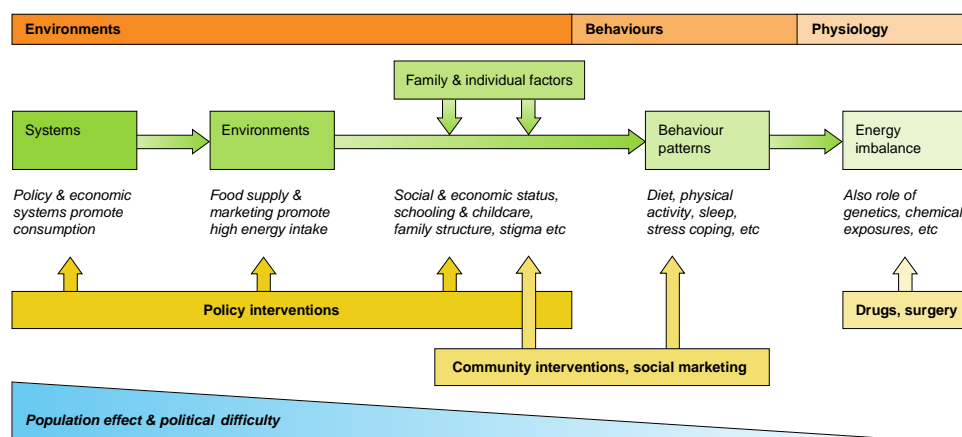 Environments
Behaviours
Physiology
Family & individual factors
Systems
Environments
Behaviour
patterns
Energy
imbalance
Policy & economic
systems promote
consumption
Food supply &
marketing promote
high energy intake
Social & economic status,
schooling & childcare,
family structure, stigma etc
Diet, physical
activity, sleep,
stress coping, etc
Also role of
genetics, chemical
exposures, etc
Policy interventions
Drugs, surgery
Community interventions, social marketing
Population effect & political difficulty